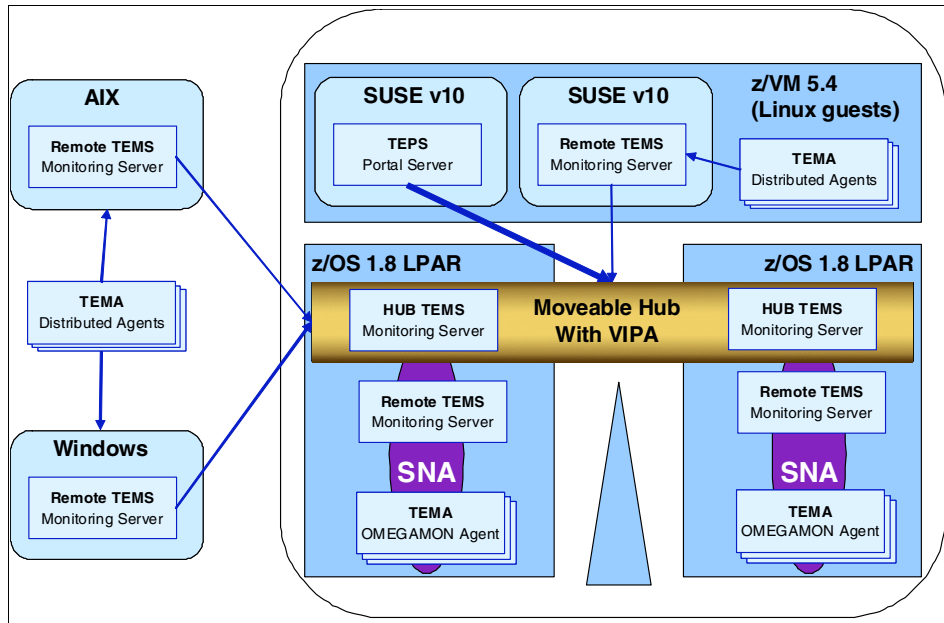 AIX
Remote TEMS
Monitoring Server
TEMA
Distributed Agents
Windows
Remote TEMS
Monitoring Server
SUSE v10
TEPS
Portal Server
SUSE v10
Remote TEMS
Monitoring Server
z/VM 5.4
(Linux guests)
TEMA
Distributed Agents
z/OS 1.8 LPAR
z/OS 1.8 LPAR
HUB TEMS
Monitoring Server
Moveable Hub
With VIPA
HUB TEMS
Monitoring Server
Remote TEMS
Monitoring Server
SNA
TEMA
OMEGAMON Agent
Remote TEMS
Monitoring Server
SNA
TEMA
OMEGAMON Agent